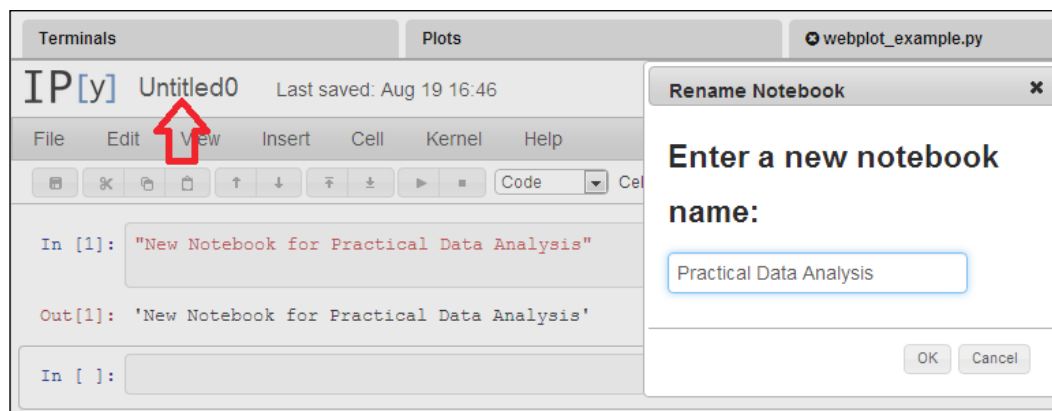 Terminals
Plots
webplot_example.py
IP[y] Untitled0 Last saved: Aug 19 16:46
File Edit View Insert Cell Kernel Help
Code Cel
In [1]: "New Notebook for Practical Data Analysis"
Out[1]: 'New Notebook for Practical Data Analysis'
In [ ]:
Rename Notebook
Enter a new notebook
name:
Practical Data Analysis
OK Cancel